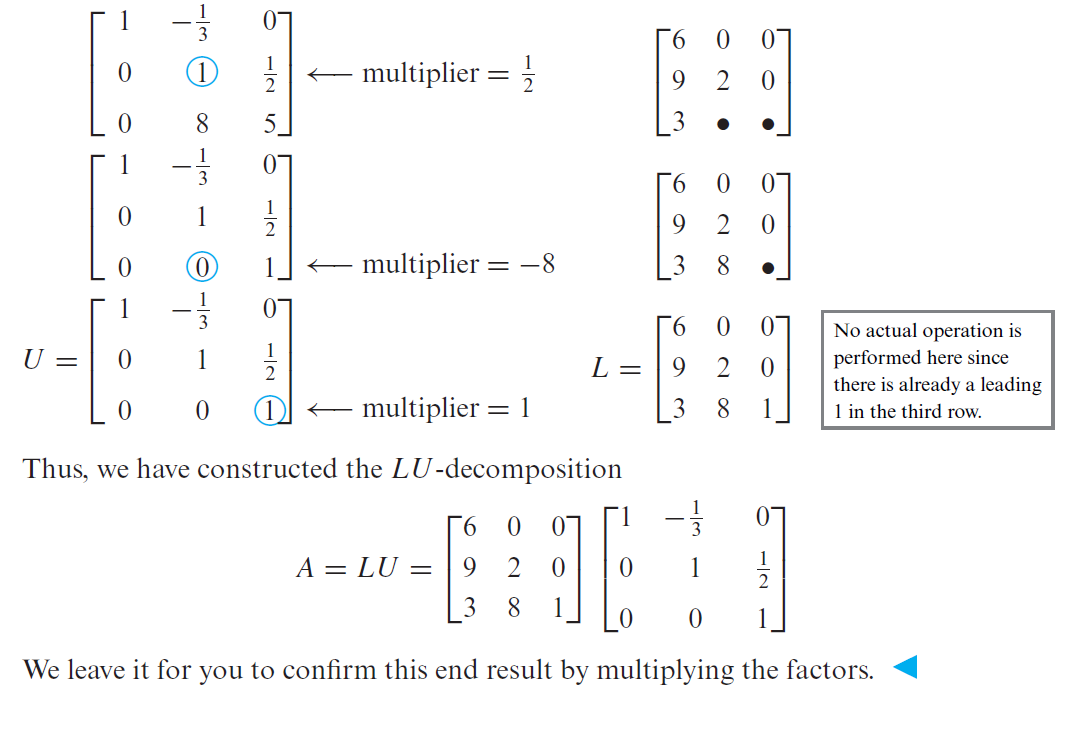 [1 −1/3 0]
[0 1 1/2] ← multiplier = 1/2
[0 8 5]
[6 0 0]
[9 2 0]
[3 • •]
[1 −1/3 0]
[0 1 1/2]
[0 0 1] ← multiplier = −8
[6 0 0]
[9 2 0]
[3 8 •]
U = [1 −1/3 0]
[0 1 1/2]
[0 0 1] ← multiplier = 1
L = [6 0 0]
[9 2 0]
[3 8 1]
No actual operation is
performed here since
there is already a leading
1 in the third row.
Thus, we have constructed the LU-decomposition
A = LU = [6 0 0] [1 −1/3 0]
[9 2 0] [0 1 1/2]
[3 8 1] [0 0 1]
We leave it for you to confirm this end result by multiplying the factors.